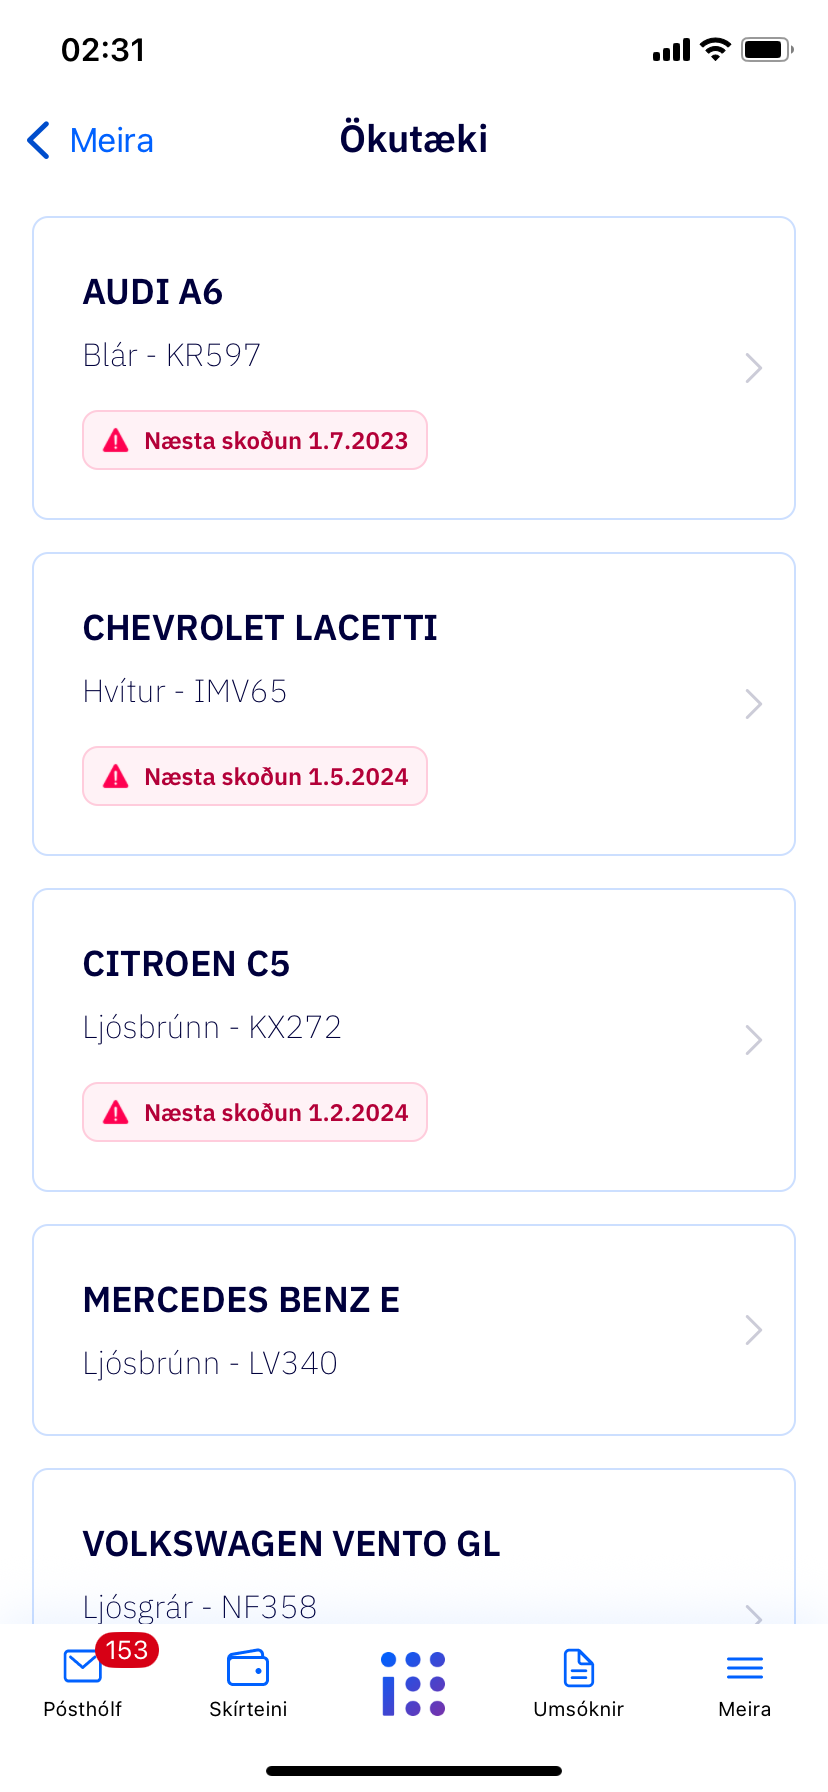 02:31
Meira
Ökutæki
AUDI A6
Blár - KR597
Næsta skoðun 1.7.2023
CHEVROLET LACETTI
Hvítur - IMV65
Næsta skoðun 1.5.2024
CITROEN C5
Ljósbrúnn - KX272
Næsta skoðun 1.2.2024
MERCEDES BENZ E
Ljósbrúnn - LV340
VOLKSWAGEN VENTO GL
Ljósgrár - NF358
153
Pósthólf
Skírteini
Umsóknir
Meira